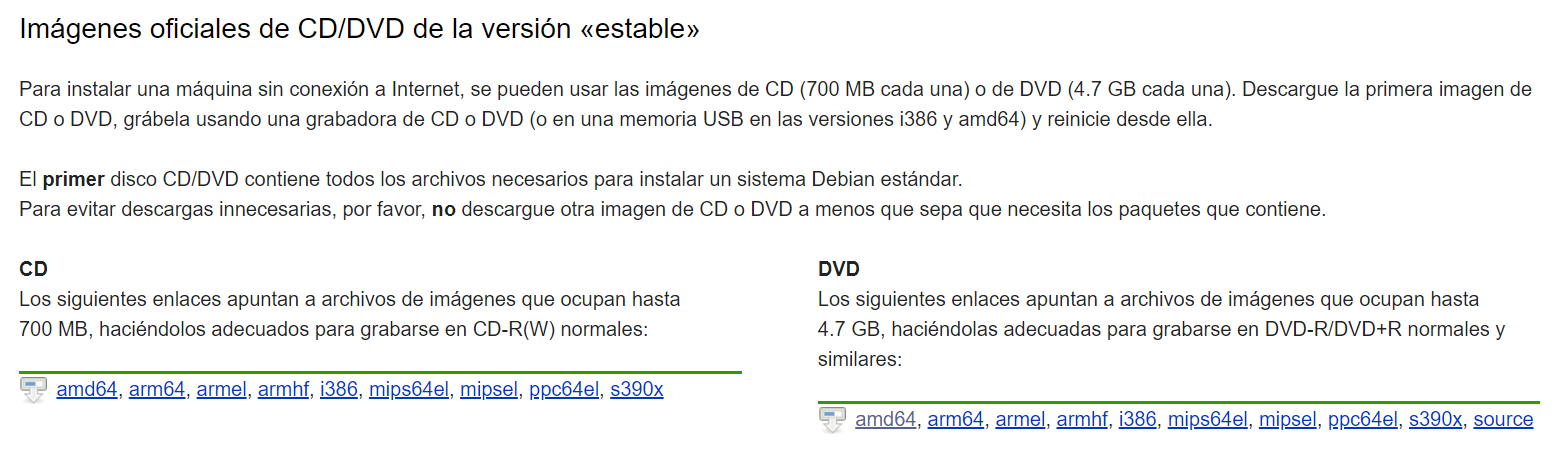 Imágenes oficiales de CD/DVD de la versión «estable»
Para instalar una máquina sin conexión a Internet, se pueden usar las imágenes de CD (700 MB cada una) o de DVD (4.7 GB cada una). Descargue la primera imagen de
CD o DVD, grábela usando una grabadora de CD o DVD (o en una memoria USB en las versiones i386 y amd64) y reinicie desde ella.
El primer disco CD/DVD contiene todos los archivos necesarios para instalar un sistema Debian estándar.
Para evitar descargas innecesarias, por favor, no descargue otra imagen de CD o DVD a menos que sepa que necesita los paquetes que contiene.
CD
Los siguientes enlaces apuntan a archivos de imágenes que ocupan hasta
700 MB, haciéndolos adecuados para grabarse en CD-R(W) normales:
amd64, arm64, armel, armhf, i386, mips64el, mipsel, ppc64el, s390x
DVD
Los siguientes enlaces apuntan a archivos de imágenes que ocupan hasta
4.7 GB, haciéndolas adecuadas para grabarse en DVD-R/DVD+R normales y
similares:
amd64, arm64, armel, armhf, i386, mips64el, mipsel, ppc64el, s390x, source